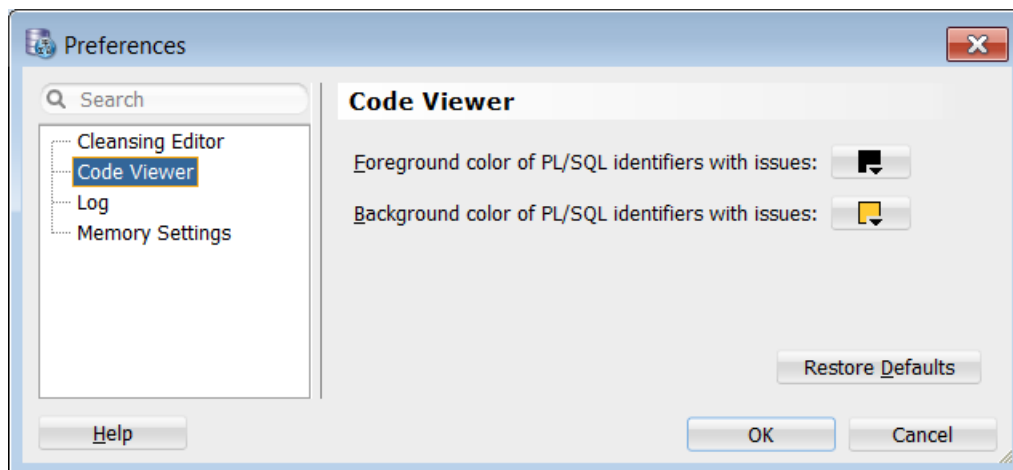 Preferences
Search
Cleansing Editor
Code Viewer
Log
Memory Settings
Code Viewer
Foreground color of PL/SQL identifiers with issues:
Background color of PL/SQL identifiers with issues:
Restore Defaults
Help
OK
Cancel